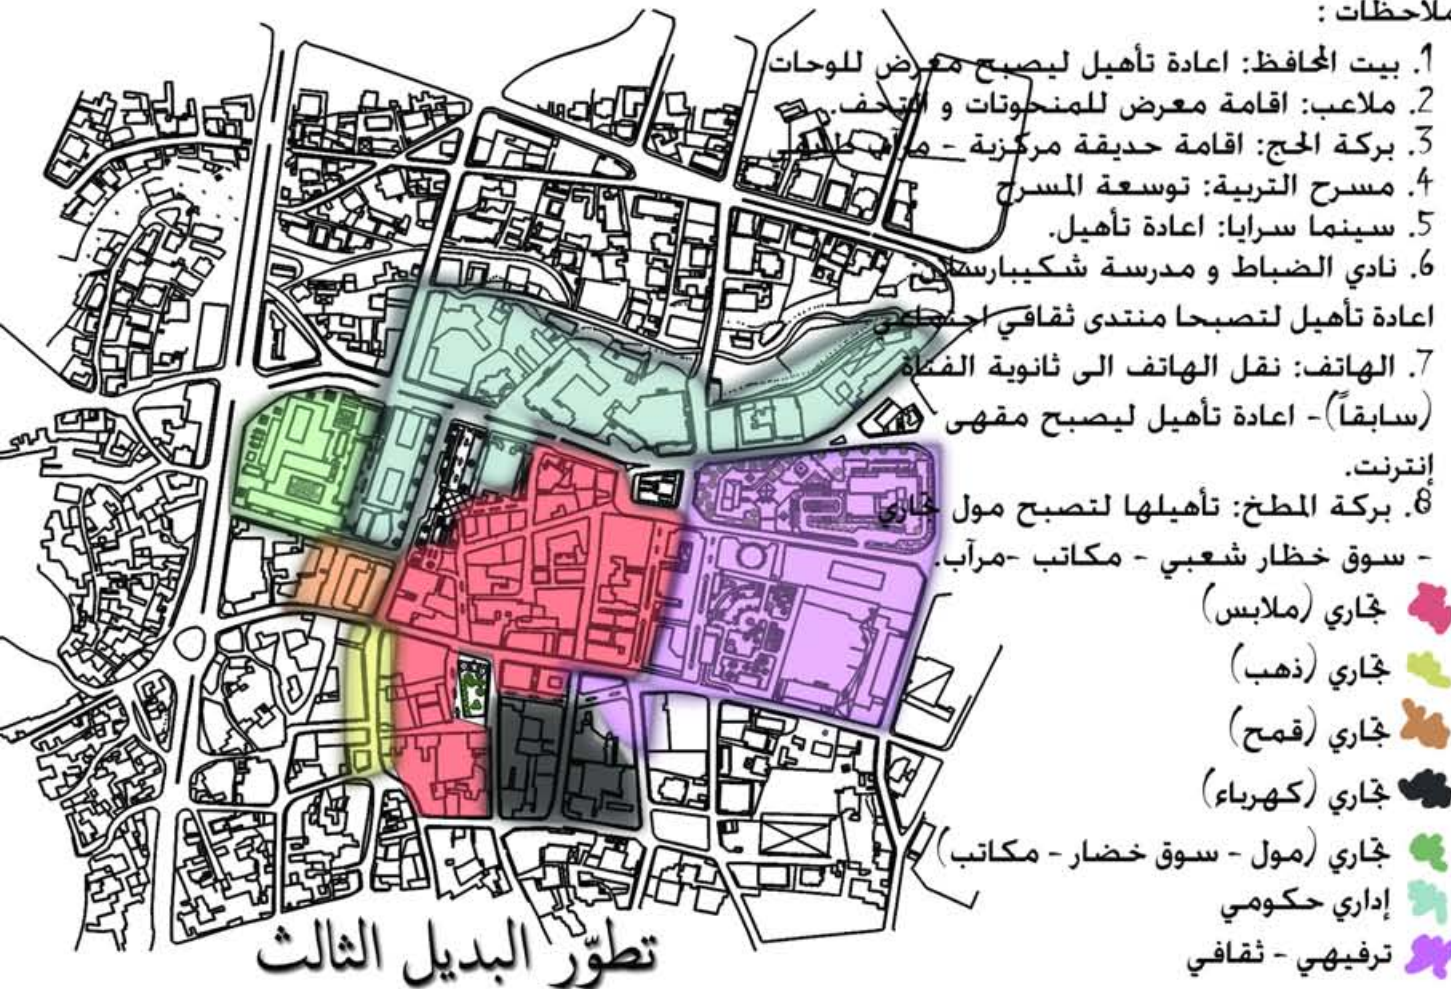 ملاحظات :
1. بيت المحافظ: اعادة تأهيل ليصبح معرض للوحات
2. ملاعب: اقامة معرض للمنحوتات و التحف.
3. بركة الحج: اقامة حديقة مركزية - مرآب طابقي
4. مسرح التربية: توسعة المسرح
5. سينما سرايا: اعادة تأهيل.
6. نادي الضباط و مدرسة
اعادة تأهيل لتصبحا منتدى ثقافي اجتماعي
7. الهاتف: نقل الهاتف الى ثانوية الفتاة
(سابقاً)- اعادة تأهيل ليصبح مقهى
إنترنت.
8. بركة المطخ: تأهيلها لتصبح مول تجاري
- سوق خظار شعبي - مكاتب -مرآب.
تجاري (ملابس)
تجاري (ذهب)
تجاري (قمح)
تجاري (كهرباء)
تجاري (مول - سوق خضار - مكاتب)
إداري حكومي
ترفيهي - ثقافي
تطوّر البديل الثالث